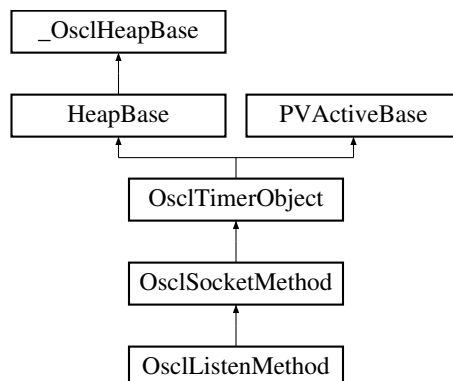 _OsclHeapBase
HeapBase
PVActiveBase
OsclTimerObject
OsclSocketMethod
OsclListenMethod